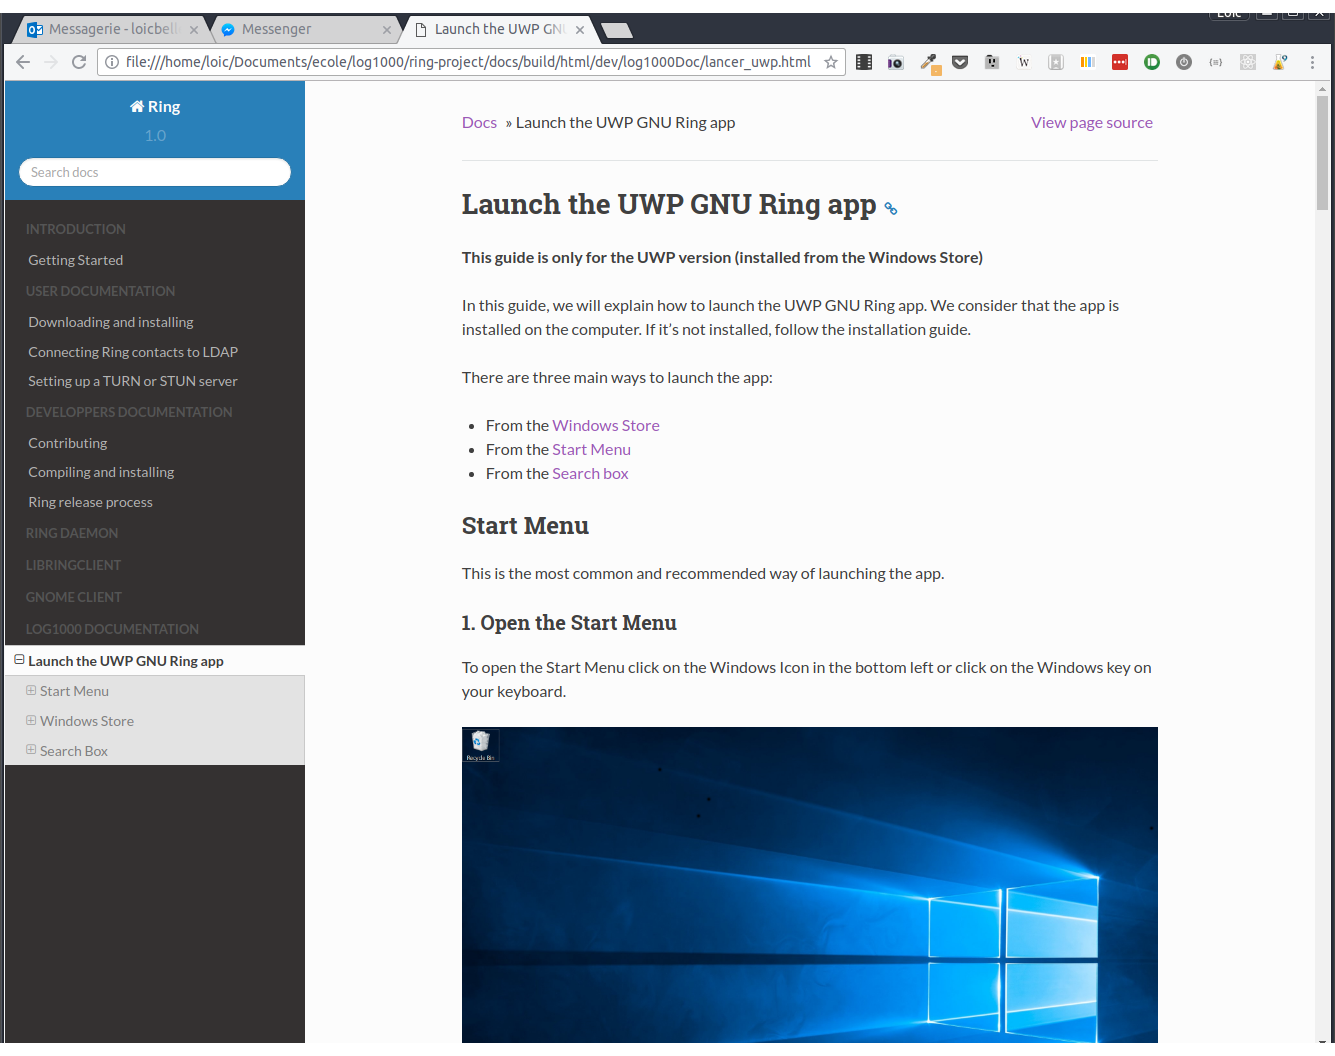 Loic
Messagerie - loicbell
Messenger
Launch the UWP GNU
file:///home/loic/Documents/ecole/log1000/ring-project/docs/build/html/dev/log1000Doc/lancer_uwp.html
Ring
1.0
Search docs
INTRODUCTION
Getting Started
USER DOCUMENTATION
Downloading and installing
Connecting Ring contacts to LDAP
Setting up a TURN or STUN server
DEVELOPPERS DOCUMENTATION
Contributing
Compiling and installing
Ring release process
RING DAEMON
LIBRINGCLIENT
GNOME CLIENT
LOG1000 DOCUMENTATION
Launch the UWP GNU Ring app
Start Menu
Windows Store
Search Box
Docs » Launch the UWP GNU Ring app
View page source
Launch the UWP GNU Ring app
This guide is only for the UWP version (installed from the Windows Store)
In this guide, we will explain how to launch the UWP GNU Ring app. We consider that the app is
installed on the computer. If it’s not installed, follow the installation guide.
There are three main ways to launch the app:
• From the Windows Store
• From the Start Menu
• From the Search box
Start Menu
This is the most common and recommended way of launching the app.
1. Open the Start Menu
To open the Start Menu click on the Windows Icon in the bottom left or click on the Windows key on
your keyboard.
Recycle Bin